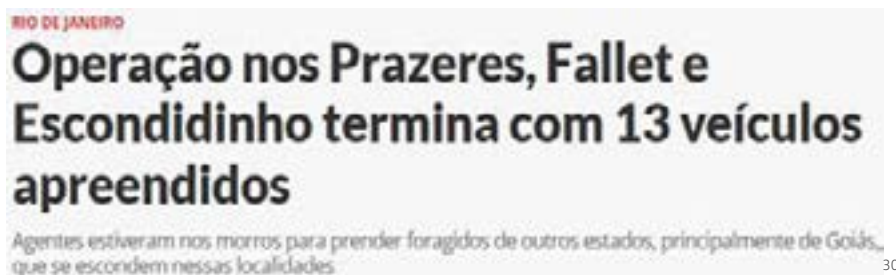 RIO DE JANEIRO
Operação nos Prazeres, Fallet e
Escondidinho termina com 13 veículos
apreendidos
Agentes estiveram nos morros para prender foragidos de outros estados, principalmente de Goiás,
que se escondem nessas localidades
30